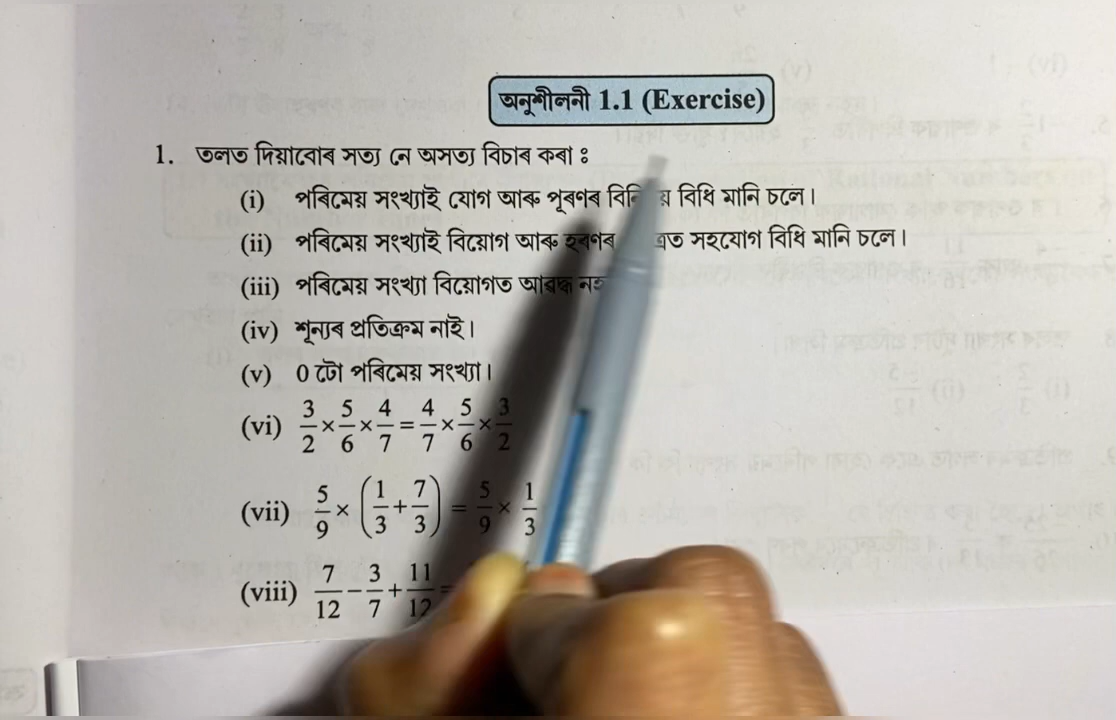 অনুশীলনী 1.1 (Exercise)
1. তলত দিয়াবোৰ সত্য নে অসত্য বিচাৰ কৰা ঃ
(i) পৰিমেয় সংখ্যাই যোগ আৰু পূৰণৰ বিধি মানি চলে।
(ii) পৰিমেয় সংখ্যাই বিয়োগ আৰু হৰণৰ সহযোগ বিধি মানি চলে।
(iii) পৰিমেয় সংখ্যা বিয়োগত আৱদ্ধ
(iv) শূন্যৰ প্ৰতিক্ৰম নাই।
(v) 0 টো পৰিমেয় সংখ্যা।
(vi) 3/2 × 5/6 × 4/7 = 4/7 × 5/6 × 3/2
(vii) 5/9 × (1/3 + 7/3) = 5/9 × 1/3
(viii) 7/12 − 3/7 + 11/12 =